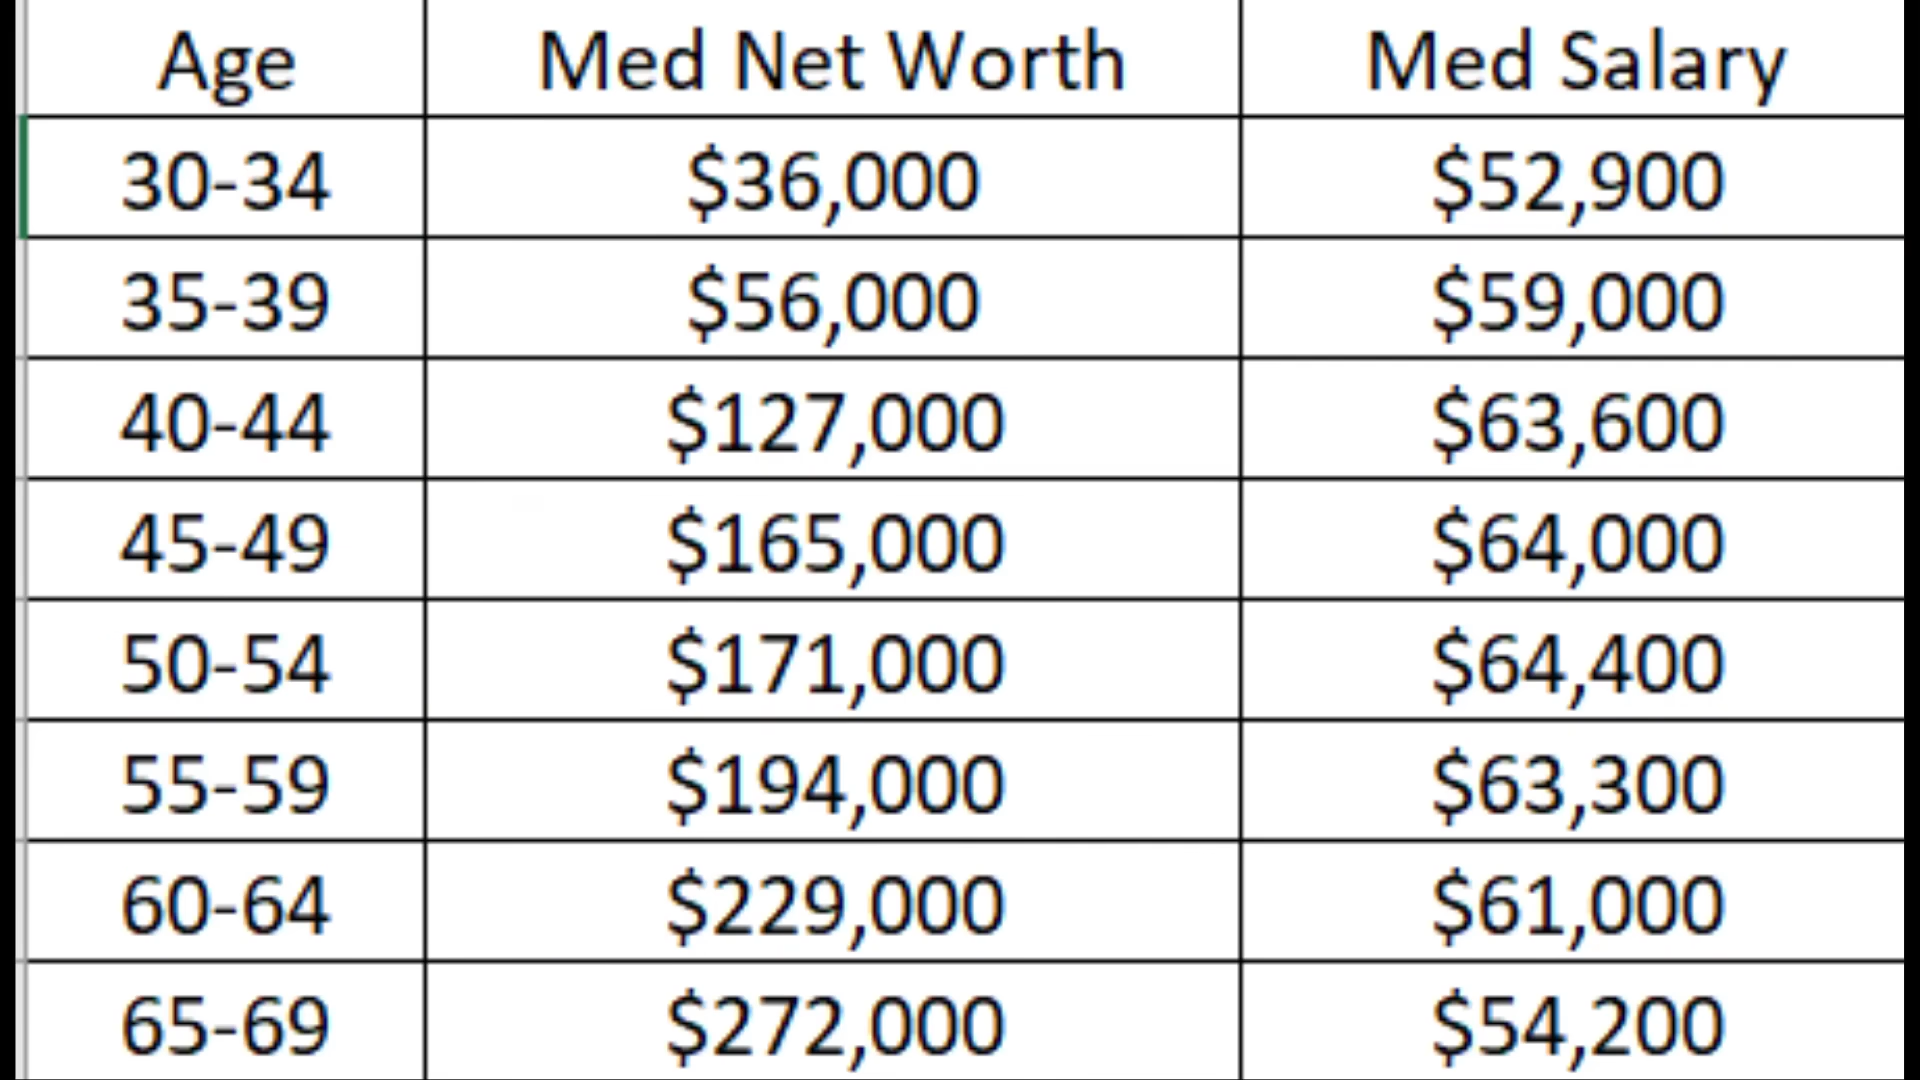 Age Med Net Worth Med Salary
30-34 $36,000 $52,900
35-39 $56,000 $59,000
40-44 $127,000 $63,600
45-49 $165,000 $64,000
50-54 $171,000 $64,400
55-59 $194,000 $63,300
60-64 $229,000 $61,000
65-69 $272,000 $54,200